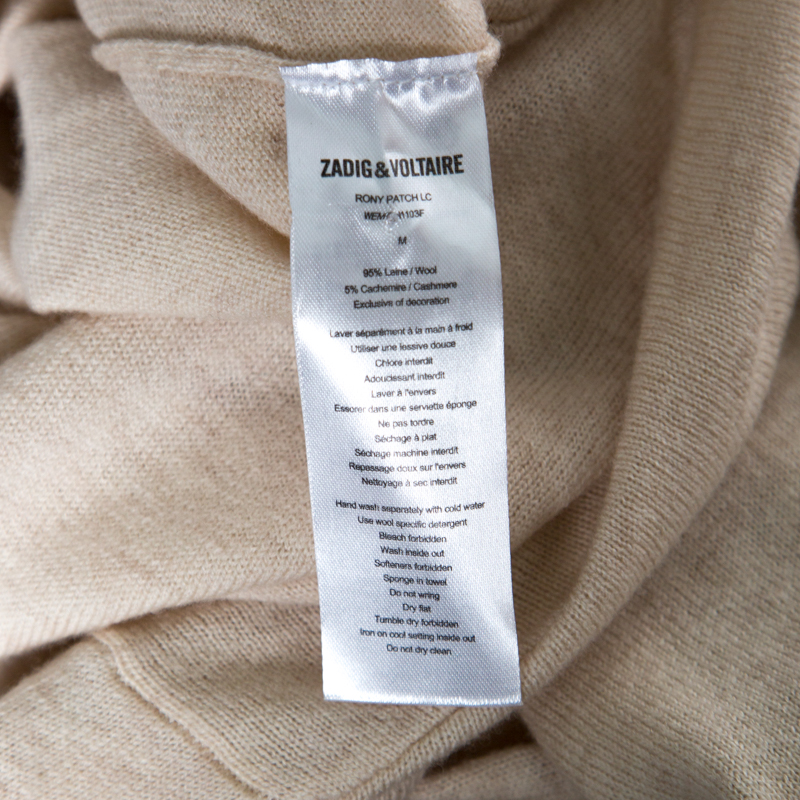 ZADIG&VOLTAIRE
RONY PATCH LC
M
95% Laine / Wool
5% Cachemire / Cashmere
Exclusive of decoration
Laver séparément à la main à froid
Utiliser une lessive douce
Chlore interdit
Adoucissant interdit
Laver à l'envers
Essorer dans une serviette éponge
Ne pas tordre
Séchage à plat
Séchage machine interdit
Repassage doux sur l'envers
Nettoyage à sec interdit
Hand wash separately with cold water
Use wool specific detergent
Bleach forbidden
Wash inside out
Softeners forbidden
Sponge in towel
Do not wring
Dry flat
Tumble dry forbidden
Iron on cool setting inside out
Do not dry clean